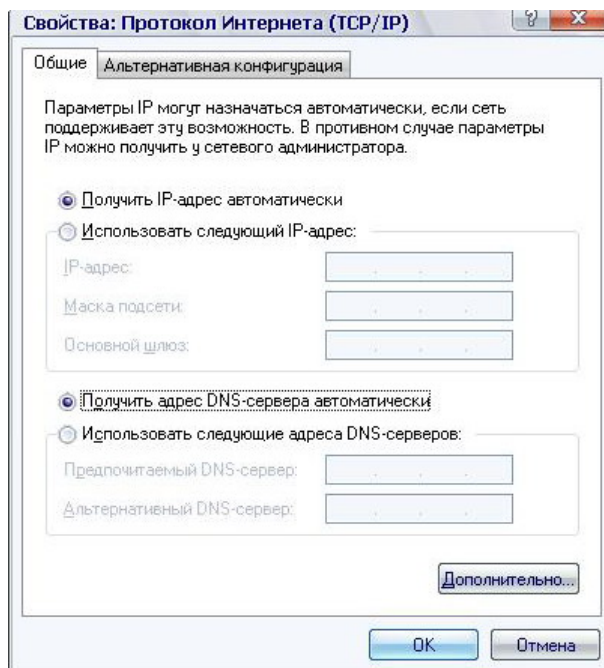 Свойства: Протокол Интернета (TCP/IP)
Общие
Альтернативная конфигурация
Параметры IP могут назначаться автоматически, если сеть
поддерживает эту возможность. В противном случае параметры
IP можно получить у сетевого администратора.
Получить IP-адрес автоматически
Использовать следующий IP-адрес:
IP-адрес:
Маска подсети:
Основной шлюз:
Получить адрес DNS-сервера автоматически
Использовать следующие адреса DNS-серверов:
Предпочитаемый DNS-сервер:
Альтернативный DNS-сервер:
Дополнительно...
OK
Отмена